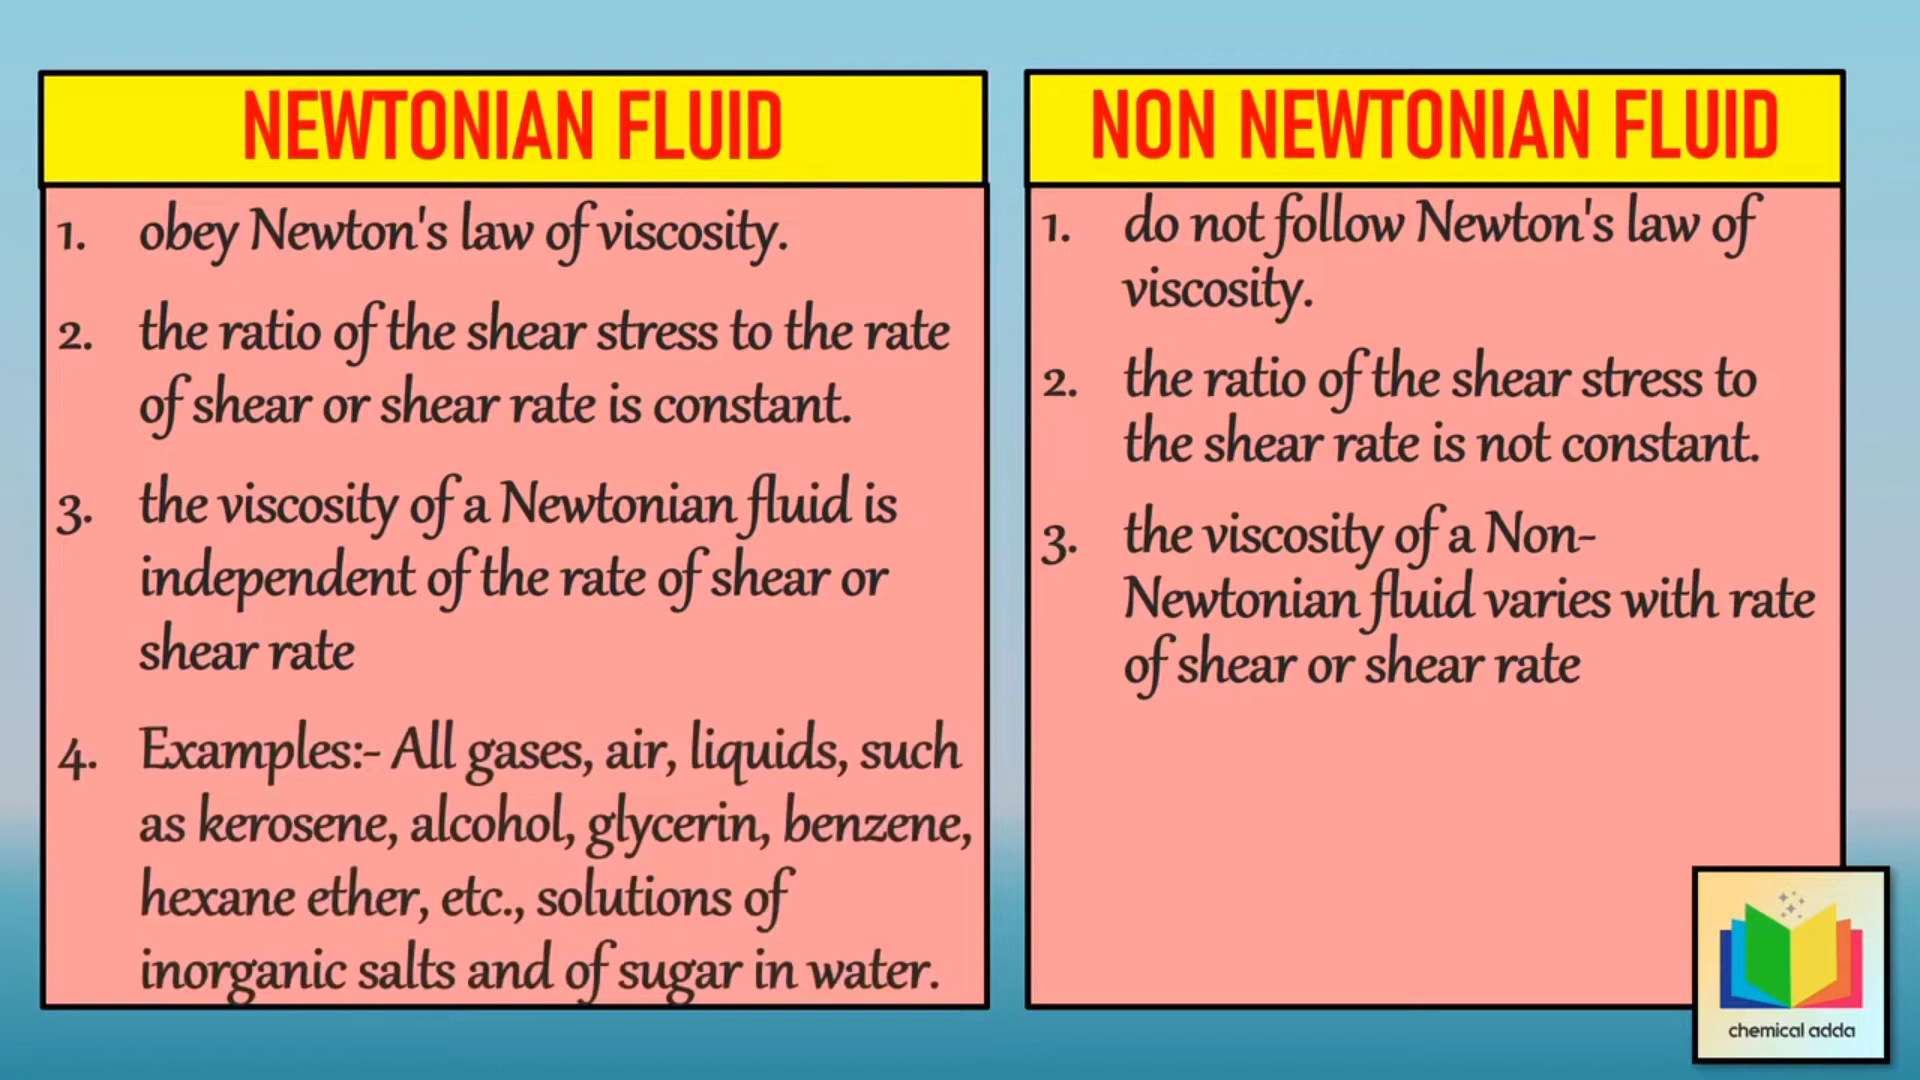 NEWTONIAN FLUID
1. obey Newton's law of viscosity.
2. the ratio of the shear stress to the rate
of shear or shear rate is constant.
3. the viscosity of a Newtonian fluid is
independent of the rate of shear or
shear rate
4. Examples:- All gases, air, liquids, such
as kerosene, alcohol, glycerin, benzene,
hexane ether, etc., solutions of
inorganic salts and of sugar in water.
NON NEWTONIAN FLUID
1. do not follow Newton's law of
viscosity.
2. the ratio of the shear stress to
the shear rate is not constant.
3. the viscosity of a Non-
Newtonian fluid varies with rate
of shear or shear rate
chemical adda